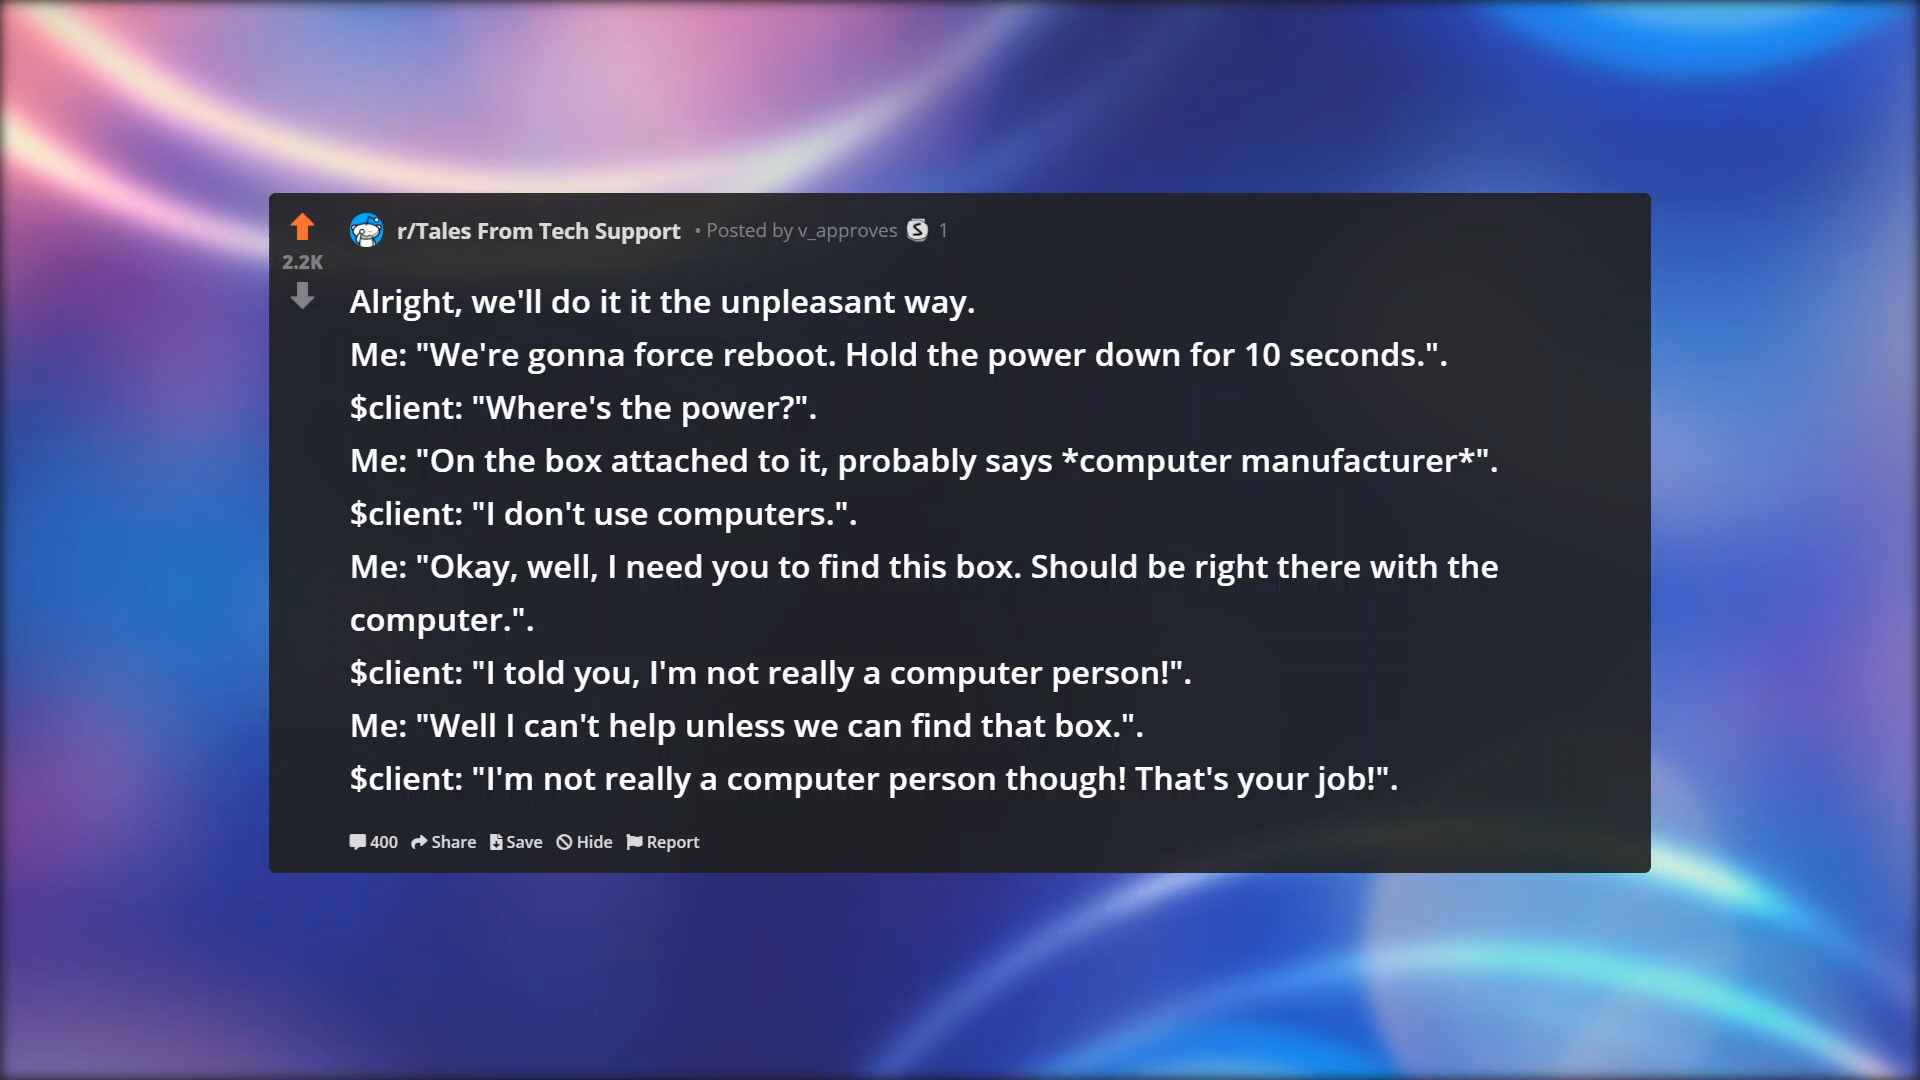 r/Tales From Tech Support • Posted by v_approves S 1
2.2K
Alright, we'll do it it the unpleasant way.
Me: "We're gonna force reboot. Hold the power down for 10 seconds.".
$client: "Where's the power?".
Me: "On the box attached to it, probably says *computer manufacturer*".
$client: "I don't use computers.".
Me: "Okay, well, I need you to find this box. Should be right there with the
computer.".
$client: "I told you, I'm not really a computer person!".
Me: "Well I can't help unless we can find that box.".
$client: "I'm not really a computer person though! That's your job!".
400 Share Save Hide Report